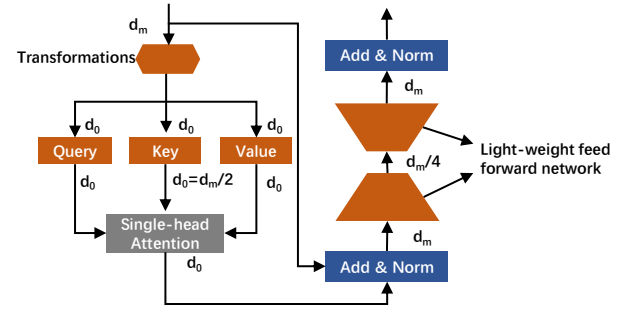 dₘ
Transformations
d₀
d₀
d₀
Query
Key
Value
d₀
d₀=dₘ/2
d₀
Single-head
Attention
d₀
Add & Norm
dₘ
dₘ/4
Light-weight feed
forward network
dₘ
Add & Norm